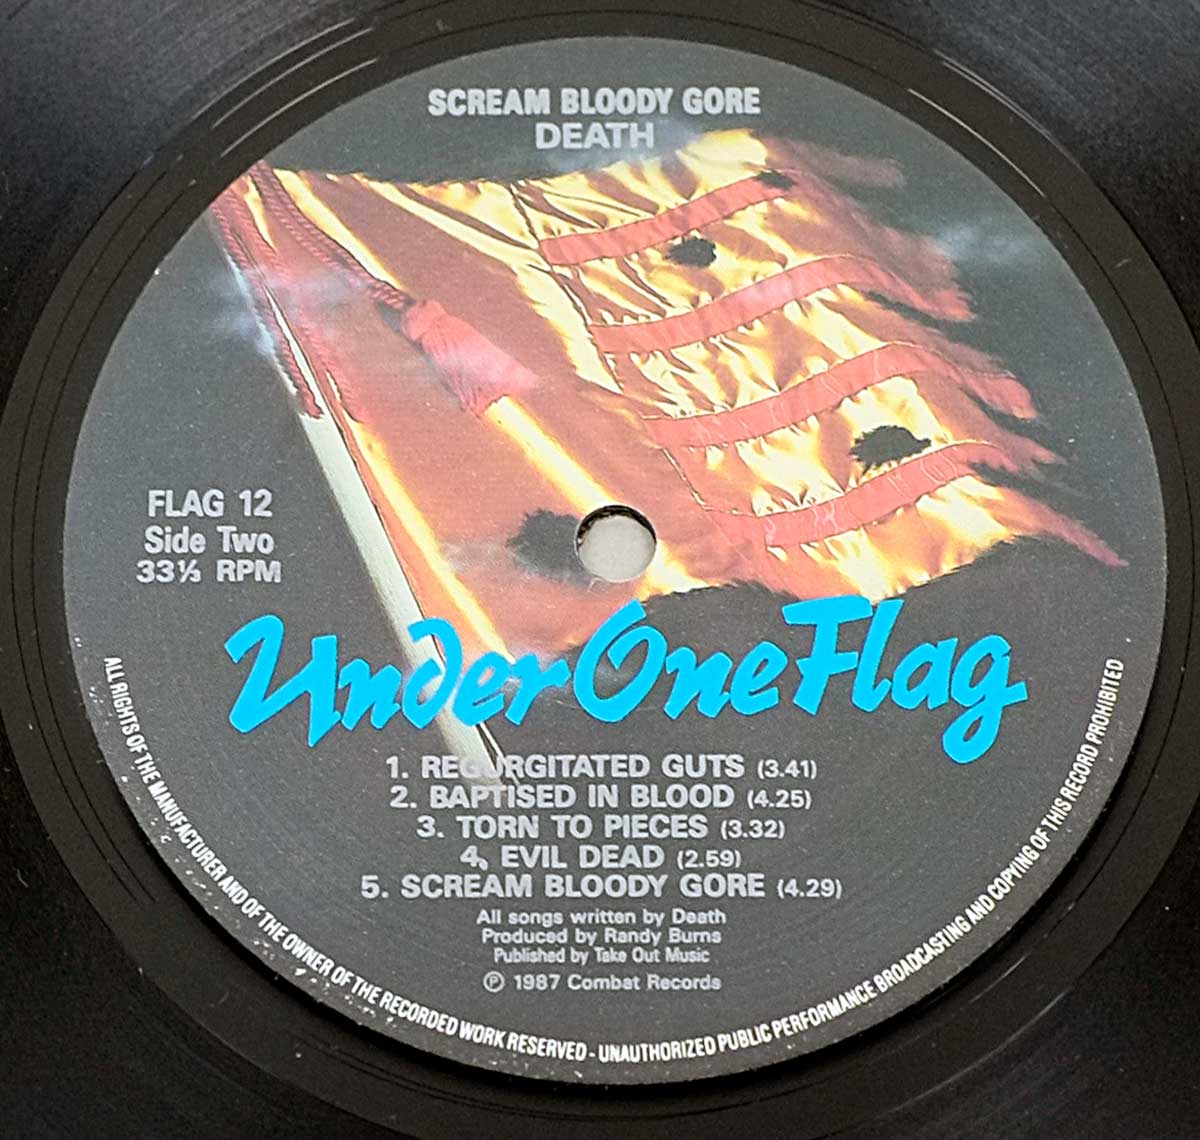 SCREAM BLOODY GORE
DEATH
FLAG 12
Side Two
33⅓ RPM
Under One Flag
1. REGURGITATED GUTS (3.41)
2. BAPTISED IN BLOOD (4.25)
3. TORN TO PIECES (3.32)
4. EVIL DEAD (2.59)
5. SCREAM BLOODY GORE (4.29)
All songs written by Death
Produced by Randy Burns
Published by Take Out Music
℗ 1987 Combat Records
ALL RIGHTS OF THE MANUFACTURER AND OF THE OWNER OF THE RECORDED WORK RESERVED - UNAUTHORIZED PUBLIC PERFORMANCE BROADCASTING AND COPYING OF THIS RECORD PROHIBITED